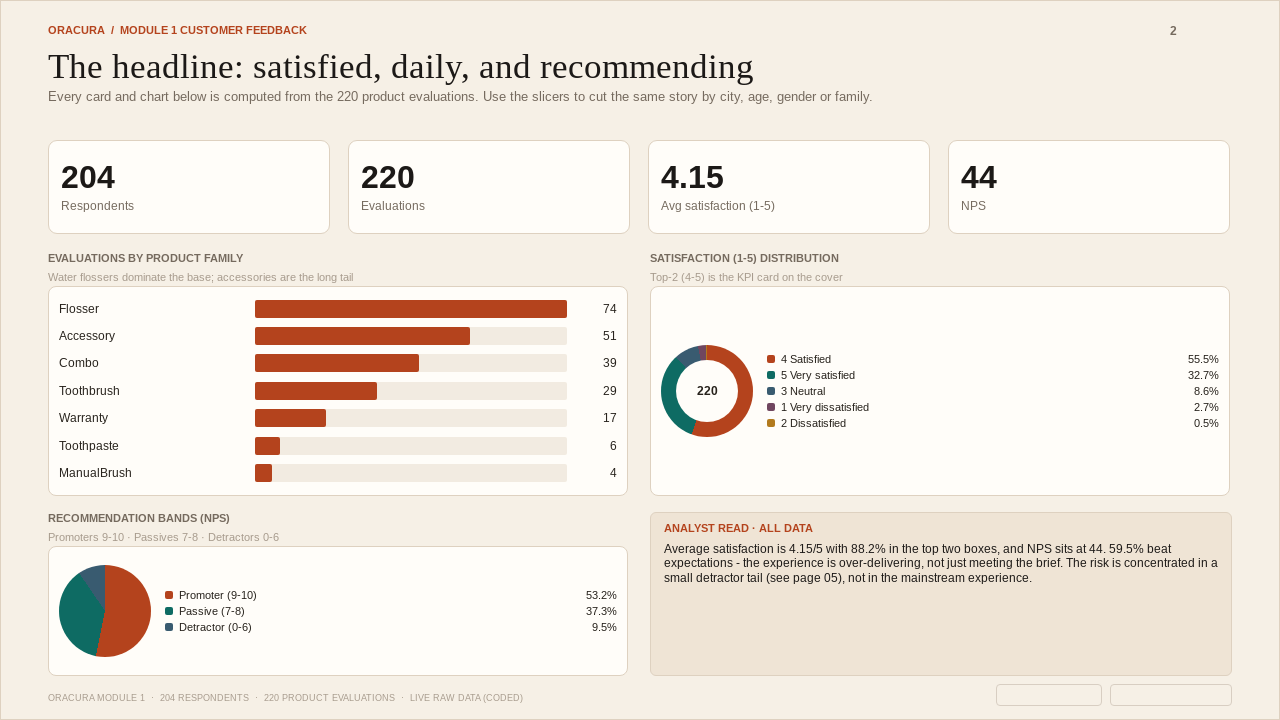 ORACURA / MODULE 1 CUSTOMER FEEDBACK
2
The headline: satisfied, daily, and recommending
Every card and chart below is computed from the 220 product evaluations. Use the slicers to cut the same story by city, age, gender or family.
204
Respondents
220
Evaluations
4.15
Avg satisfaction (1-5)
44
NPS
EVALUATIONS BY PRODUCT FAMILY
Water flossers dominate the base; accessories are the long tail
Flosser 74
Accessory 51
Combo 39
Toothbrush 29
Warranty 17
Toothpaste 6
ManualBrush 4
SATISFACTION (1-5) DISTRIBUTION
Top-2 (4-5) is the KPI card on the cover
220
4 Satisfied 55.5%
5 Very satisfied 32.7%
3 Neutral 8.6%
1 Very dissatisfied 2.7%
2 Dissatisfied 0.5%
RECOMMENDATION BANDS (NPS)
Promoters 9-10 · Passives 7-8 · Detractors 0-6
Promoter (9-10) 53.2%
Passive (7-8) 37.3%
Detractor (0-6) 9.5%
ANALYST READ · ALL DATA
Average satisfaction is 4.15/5 with 88.2% in the top two boxes, and NPS sits at 44. 59.5% beat
expectations - the experience is over-delivering, not just meeting the brief. The risk is concentrated in a
small detractor tail (see page 05), not in the mainstream experience.
ORACURA MODULE 1 · 204 RESPONDENTS · 220 PRODUCT EVALUATIONS · LIVE RAW DATA (CODED)